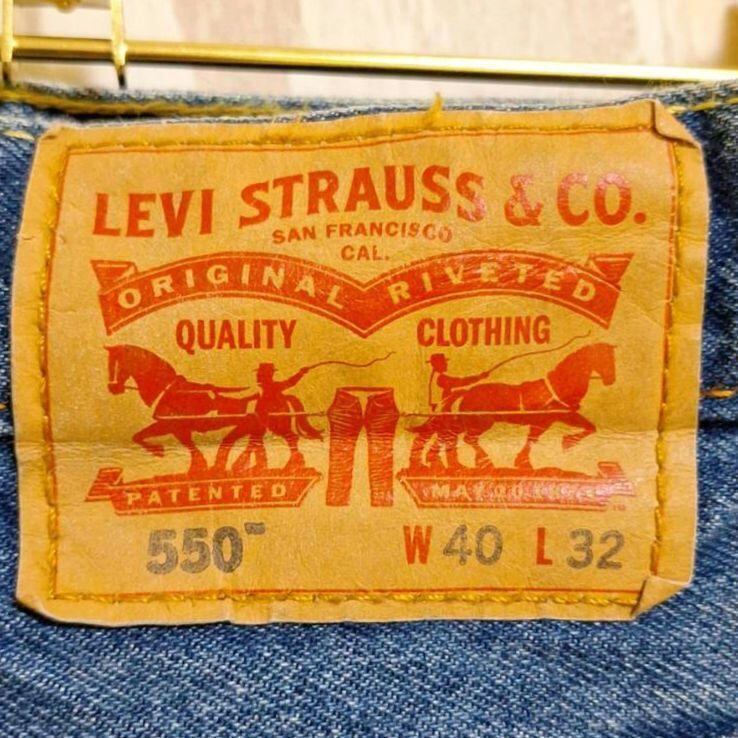 LEVI STRAUSS & CO.
SAN FRANCISCO
CAL.
ORIGINAL RIVETED
QUALITY CLOTHING
PATENTED
550™ W 40 L 32